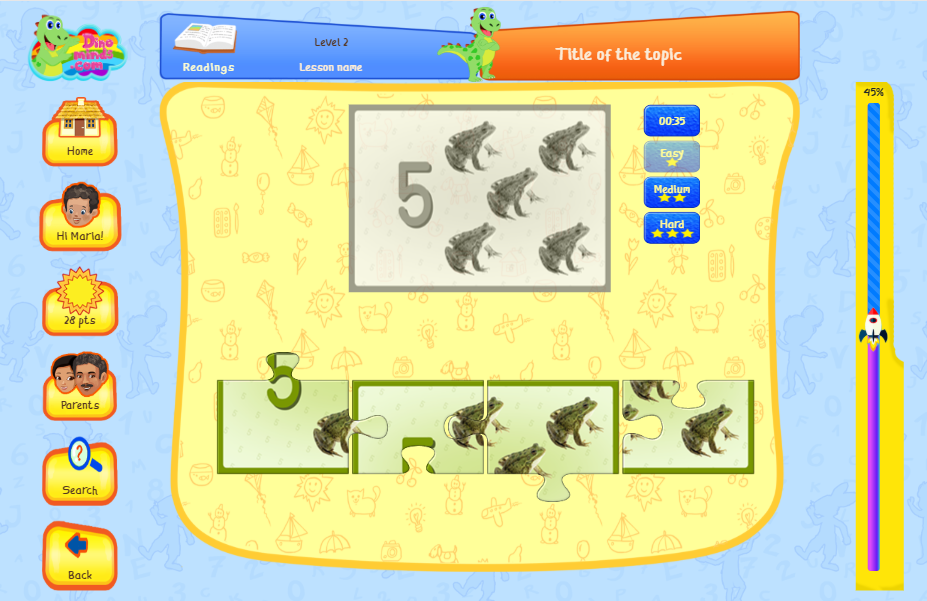 Dino
minds
.com
Readings
Level 2
Lesson name
Title of the topic
Home
Hi Maria!
28 pts
Parents
?
Search
Back
5
00:35
Easy
Medium
Hard
45%
5